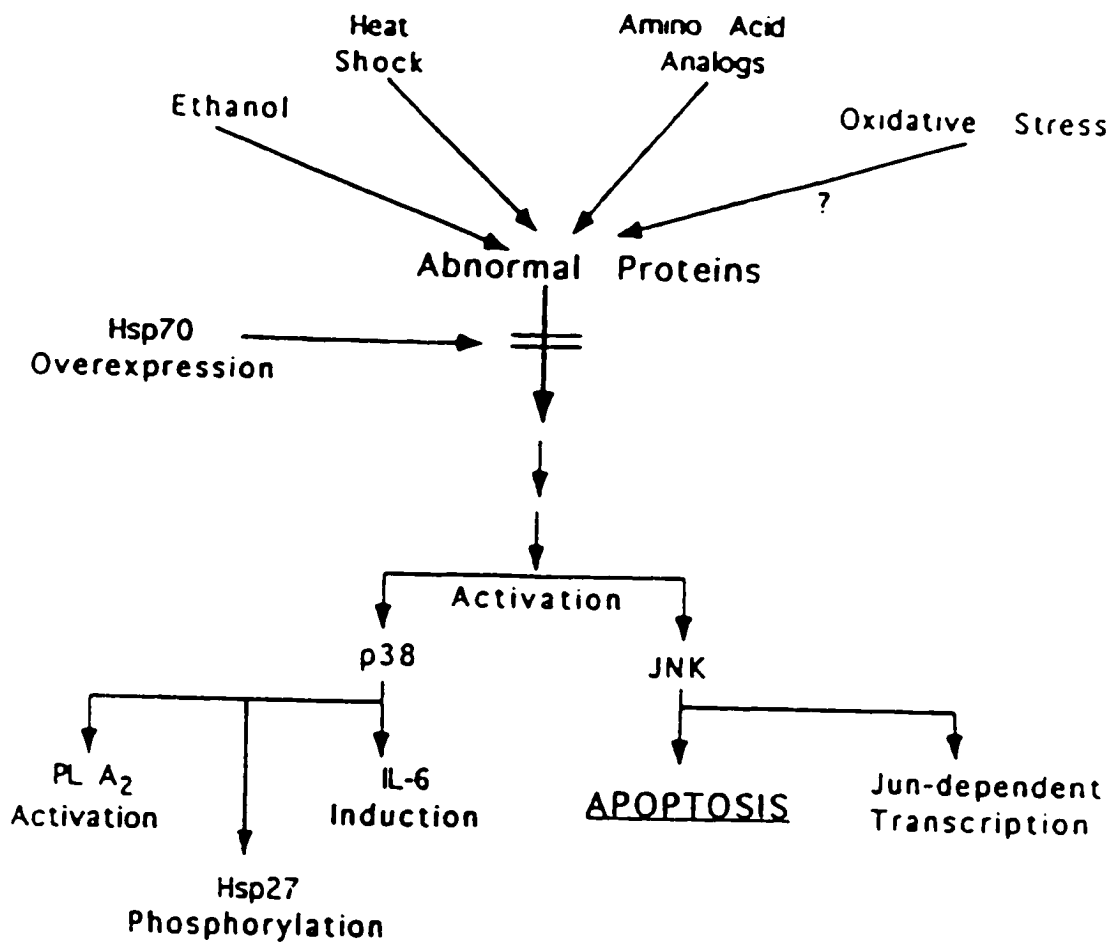 Heat
Shock
Amino Acid
Analogs
Ethanol
Oxidative Stress
?
Abnormal Proteins
Hsp70
Overexpression
Activation
p38
JNK
PL A₂
Activation
IL-6
Induction
APOPTOSIS
Jun-dependent
Transcription
Hsp27
Phosphorylation